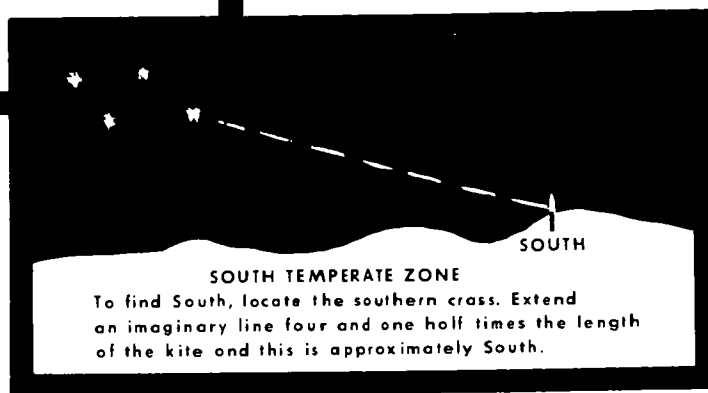 SOUTH
SOUTH TEMPERATE ZONE
To find South, locate the southern crass. Extend
an imaginary line four and one holf times the length
of the kite ond this is approximately South.